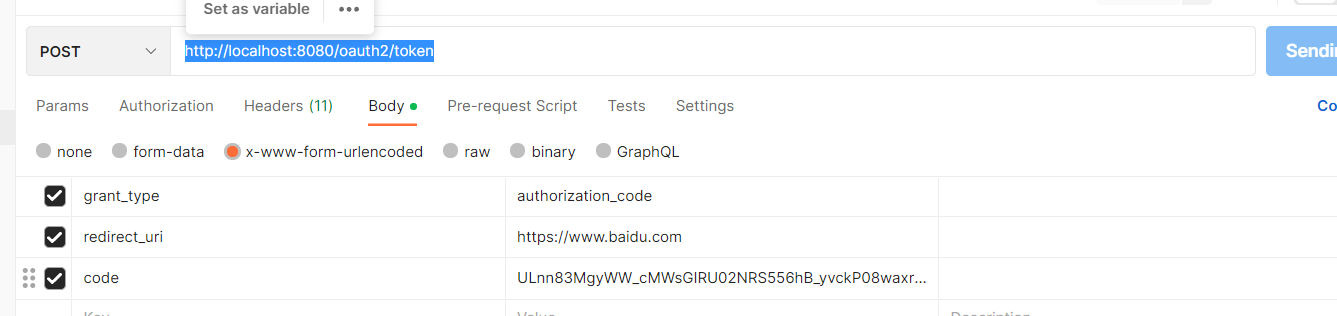 Set as variable
POST
http://localhost:8080/oauth2/token
Sendin
Params Authorization Headers (11) Body Pre-request Script Tests Settings Co
none form-data x-www-form-urlencoded raw binary GraphQL
grant_type authorization_code
redirect_uri https://www.baidu.com
code ULnn83MgyWW_cMWsGlRU02NRS556hB_yvckP08waxr...
Key Value Description